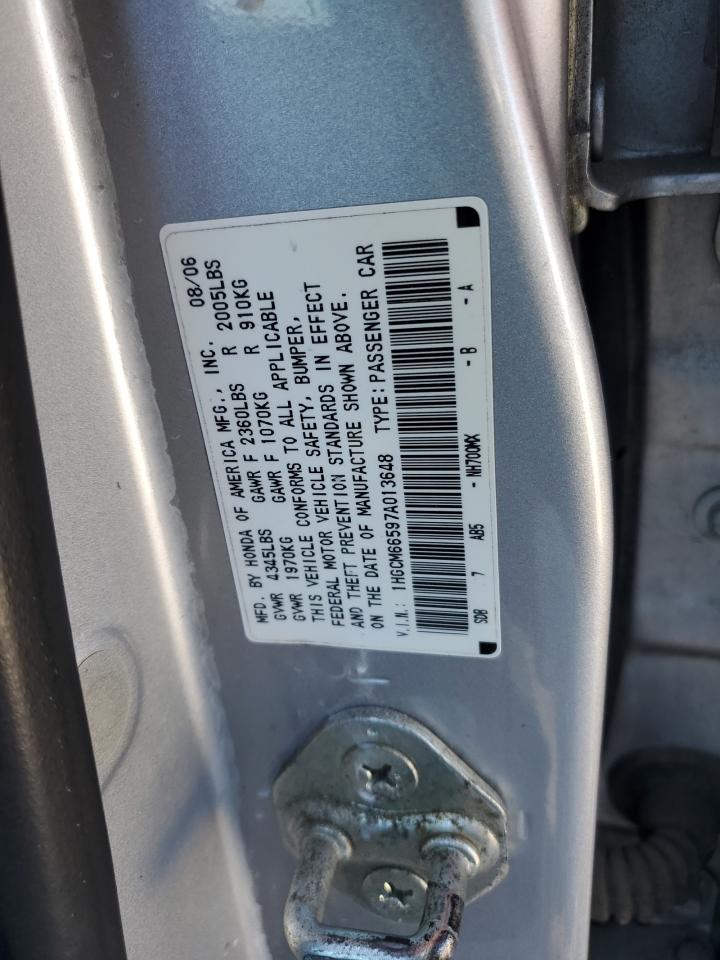 MFD. BY HONDA OF AMERICA MFG., INC. 08/06
GVWR 4345LBS GAWR F 2360LBS R 2005LBS
GVWR 1970KG GAWR F 1070KG R 910KG
THIS VEHICLE CONFORMS TO ALL APPLICABLE
FEDERAL MOTOR VEHICLE SAFETY, BUMPER,
AND THEFT PREVENTION STANDARDS IN EFFECT
ON THE DATE OF MANUFACTURE SHOWN ABOVE.
V.I.N.: 1HGCM66597A013648 TYPE: PASSENGER CAR
SDB 7 AB5 - NH700MX - B - A